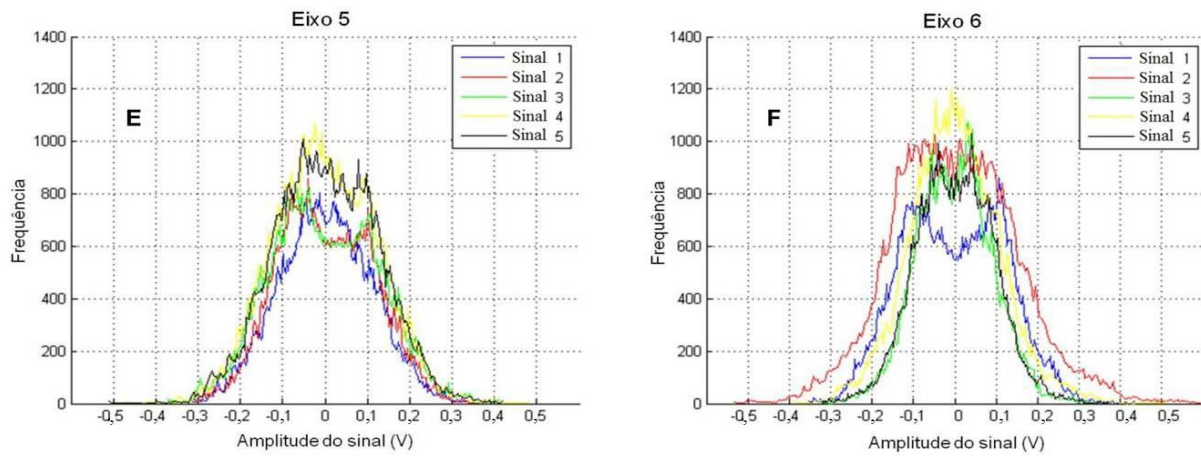 Eixo 5
1400
1200
1000
800
600
400
200
0
Frequência
E
Sinal 1
Sinal 2
Sinal 3
Sinal 4
Sinal 5
-0,5 -0,4 -0,3 -0,2 -0,1 0 0,1 0,2 0,3 0,4 0,5
Amplitude do sinal (V)
Eixo 6
1400
1200
1000
800
600
400
200
0
Frequência
F
Sinal 1
Sinal 2
Sinal 3
Sinal 4
Sinal 5
-0,5 -0,4 -0,3 -0,2 -0,1 0 0,1 0,2 0,3 0,4 0,5
Amplitude do sinal (V)